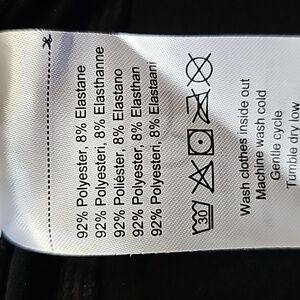 92% Polyester, 8% Elastane
92% Polyesteri, 8% Elasthanne
92% Poliéster, 8% Elastano
92% Polyester, 8% Elasthan
92% Polyesteri, 8% Elastaani
30
Wash clothes inside out
Machine wash cold
Gentle cycle
Tumble dry low